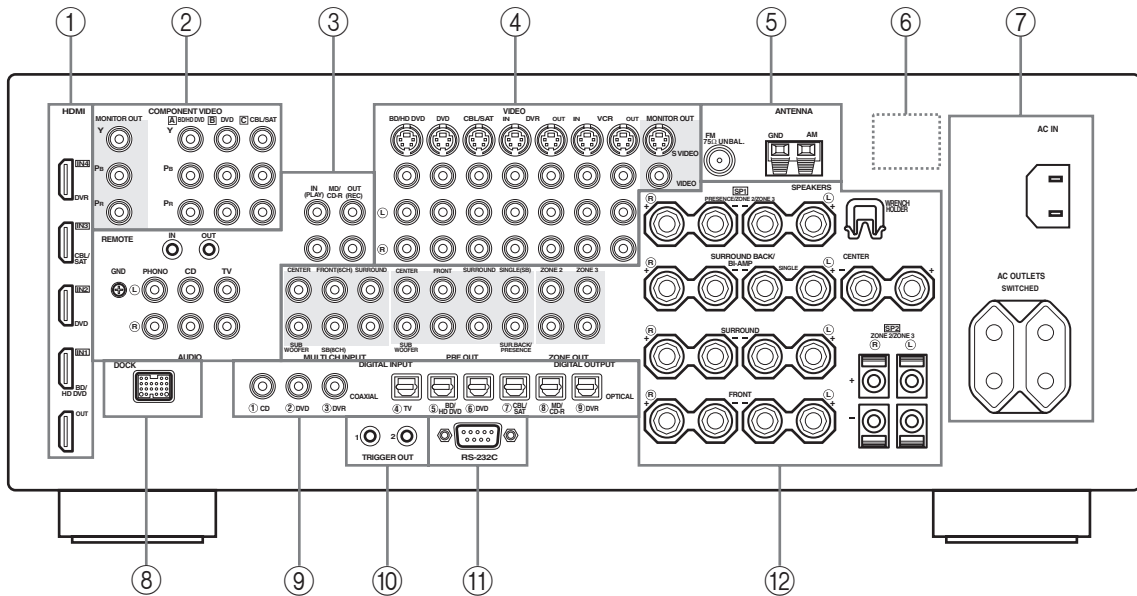 ① ② ③ ④ ⑤ ⑥ ⑦
HDMI
IN4
DVR
IN3
CBL/
SAT
IN2
DVD
IN1
BD/
HD DVD
OUT
COMPONENT VIDEO
MONITOR OUT A BD/HD DVD B DVD C CBL/SAT
Y Y
PB PB
PR PR
REMOTE IN OUT
GND PHONO CD TV
L
R
AUDIO
IN
(PLAY)
MD/
CD-R
OUT
(REC)
VIDEO
BD/HD DVD DVD CBL/SAT IN DVR OUT IN VCR OUT MONITOR OUT
S VIDEO
VIDEO
L
R
CENTER FRONT(6CH) SURROUND
SUB
WOOFER
SB(8CH)
MULTI CH INPUT
CENTER FRONT SURROUND SINGLE(SB)
SUB
WOOFER
SUR.BACK/
PRESENCE
PRE OUT
ZONE 2 ZONE 3
ZONE OUT
ANTENNA
FM
75Ω UNBAL.
GND AM
SPEAKERS
R SP1 L
PRESENCE/ZONE 2/ZONE 3
+ − − +
WRENCH
HOLDER
SURROUND BACK/
BI-AMP
R SINGLE L
+ − − +
CENTER
− +
R SURROUND L
+ − − +
R FRONT L
+ − − +
SP2
ZONE 2/ZONE 3
R L
+
−
AC IN
AC OUTLETS
SWITCHED
DOCK
DIGITAL INPUT DIGITAL OUTPUT
COAXIAL OPTICAL
① CD ② DVD ③ DVR ④ TV ⑤ BD/
HD DVD
⑥ DVD ⑦ CBL/
SAT
⑧ MD/
CD-R
⑨ DVR
1 2
TRIGGER OUT
RS-232C
⑧ ⑨ ⑩ ⑪ ⑫